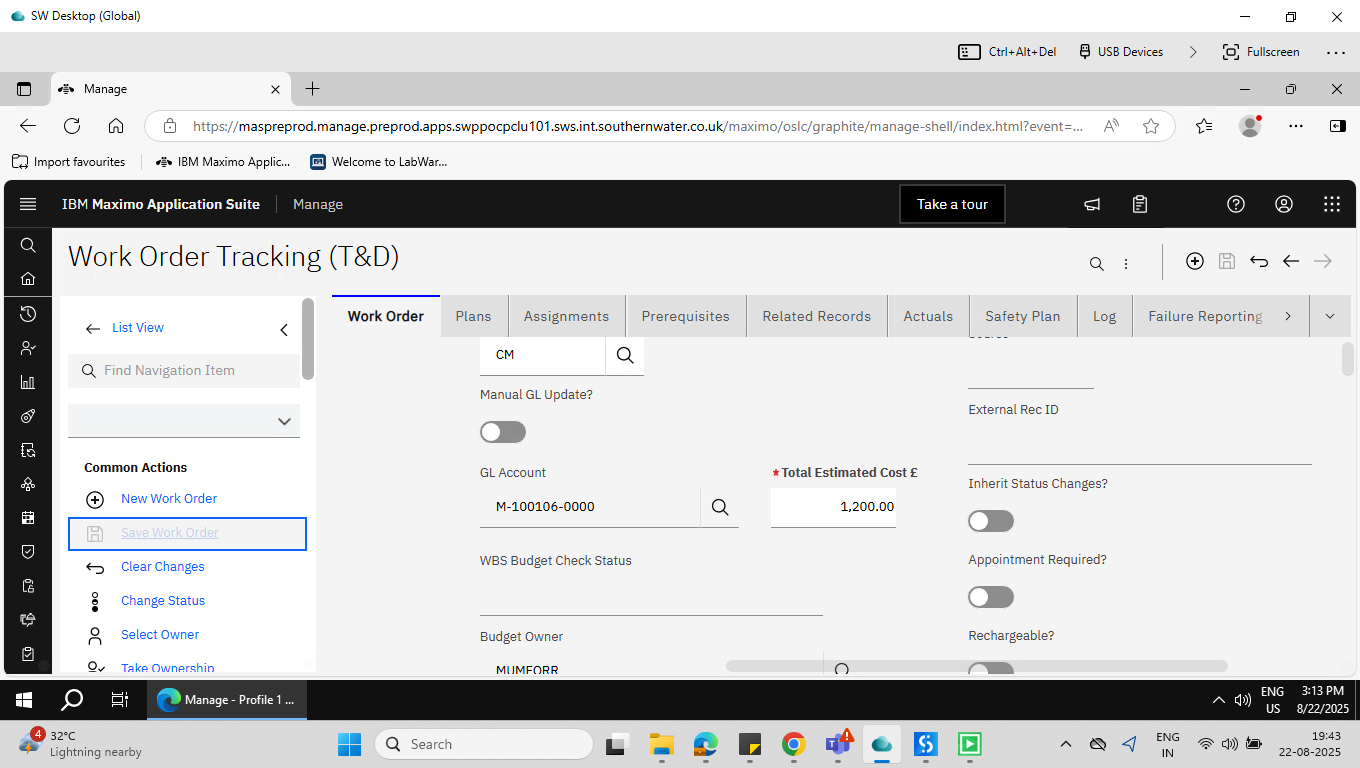 SW Desktop (Global)
Ctrl+Alt+Del
USB Devices
Fullscreen
Manage
https://maspreprod.manage.preprod.apps.swppocpclu101.sws.int.southernwater.co.uk/maximo/oslc/graphite/manage-shell/index.html?event=...
Import favourites
IBM Maximo Applic...
Welcome to LabWar...
IBM Maximo Application Suite
Manage
Take a tour
Work Order Tracking (T&D)
List View
Find Navigation Item
Common Actions
New Work Order
Save Work Order
Clear Changes
Change Status
Select Owner
Take Ownership
Work Order
Plans
Assignments
Prerequisites
Related Records
Actuals
Safety Plan
Log
Failure Reporting
CM
Manual GL Update?
GL Account
M-100106-0000
*Total Estimated Cost £
1,200.00
WBS Budget Check Status
Budget Owner
MUMFORR
External Rec ID
Inherit Status Changes?
Appointment Required?
Rechargeable?
Manage - Profile 1 ...
ENG
US
3:13 PM
8/22/2025
4
32°C
Lightning nearby
Search
ENG
IN
19:43
22-08-2025